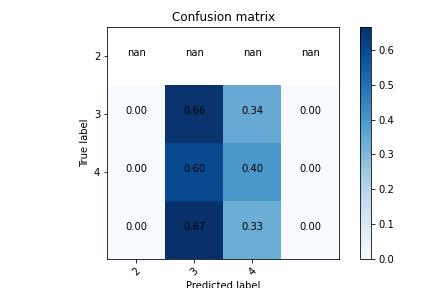 Confusion matrix
2 nan nan nan nan
3 0.00 0.66 0.34 0.00
4 0.00 0.60 0.40 0.00
0.00 0.67 0.33 0.00
True label
2 3 4
Predicted label
0.6
0.5
0.4
0.3
0.2
0.1
0.0